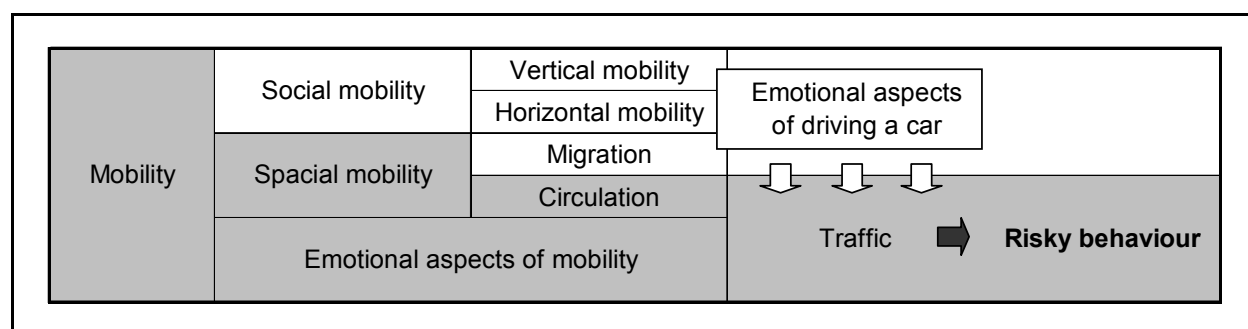 Mobility
Social mobility
Vertical mobility
Horizontal mobility
Spacial mobility
Migration
Circulation
Emotional aspects of mobility
Emotional aspects
of driving a car
Traffic
Risky behaviour